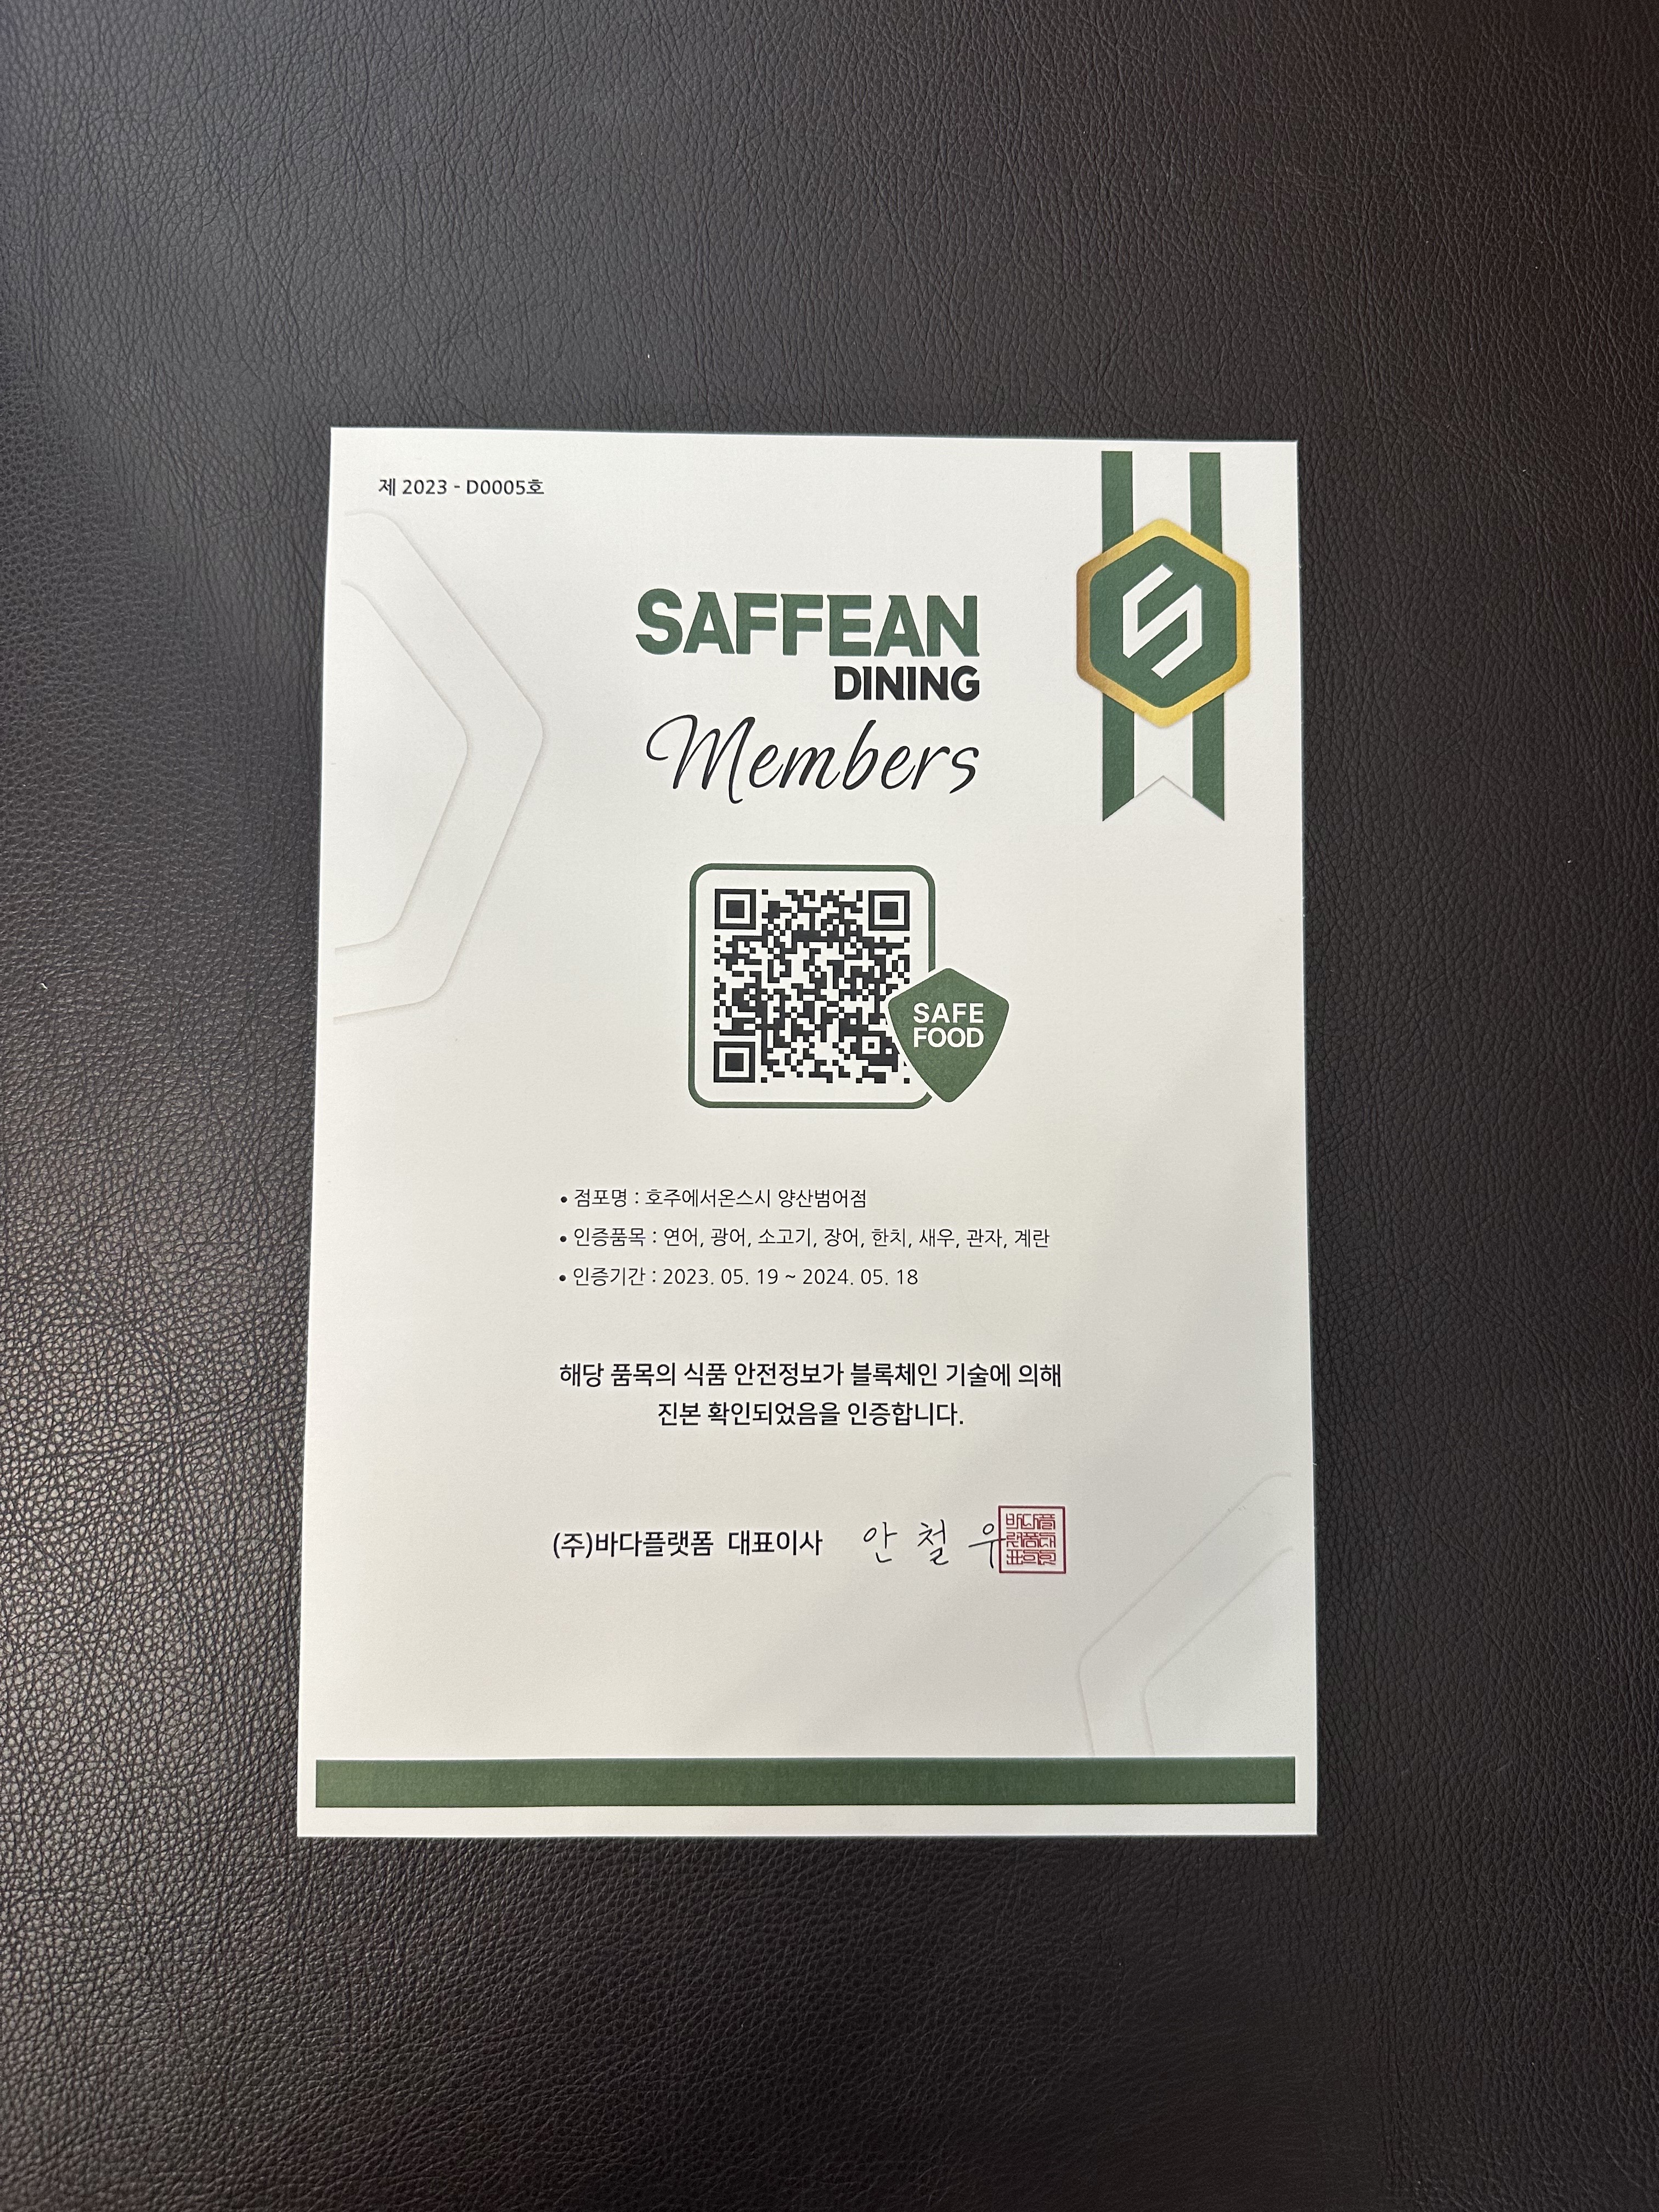 제 2023 - D0005호
SAFFEAN
DINING
Members
SAFE
FOOD
• 점포명 : 호주에서온스시 양산범어점
• 인증품목 : 연어, 광어, 소고기, 장어, 한치, 새우, 관자, 계란
• 인증기간 : 2023. 05. 19 ~ 2024. 05. 18
해당 품목의 식품 안전정보가 블록체인 기술에 의해
진본 확인되었음을 인증합니다.
(주)바다플랫폼 대표이사 안 철 우